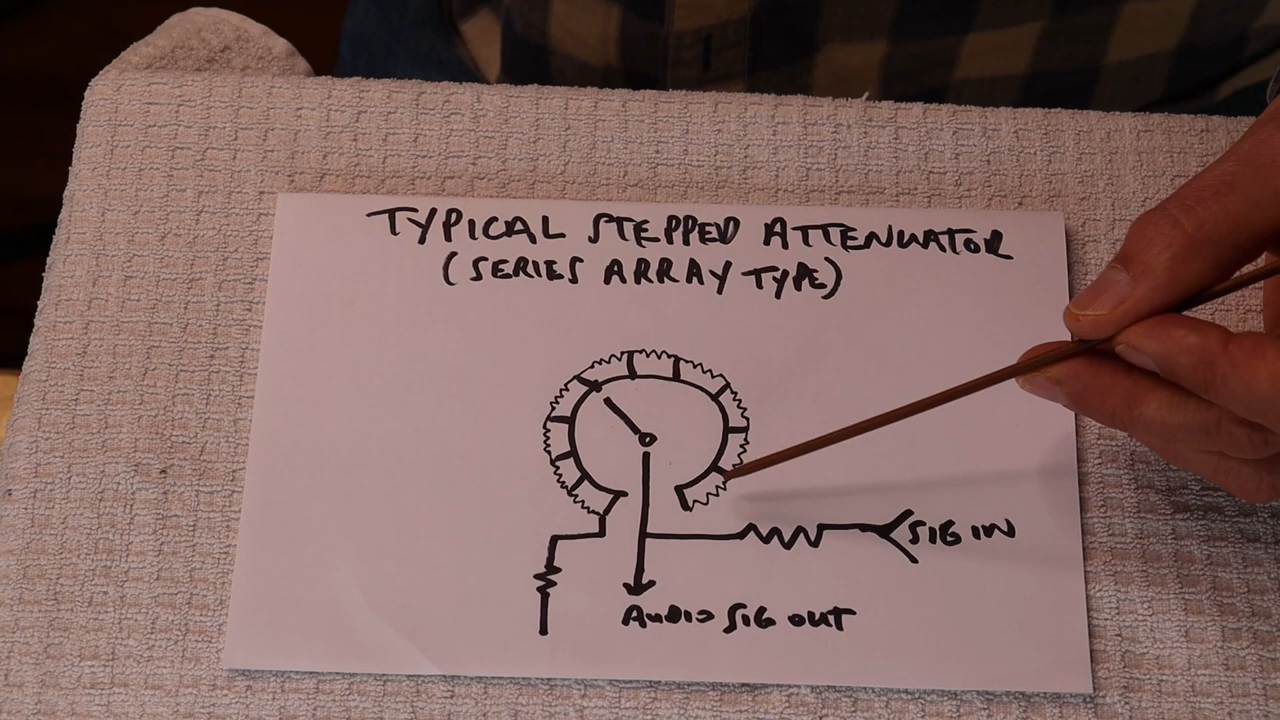 TYPICAL STEPPED ATTENUATOR
(SERIES ARRAY TYPE)
SIG IN
AUDIO SIG OUT